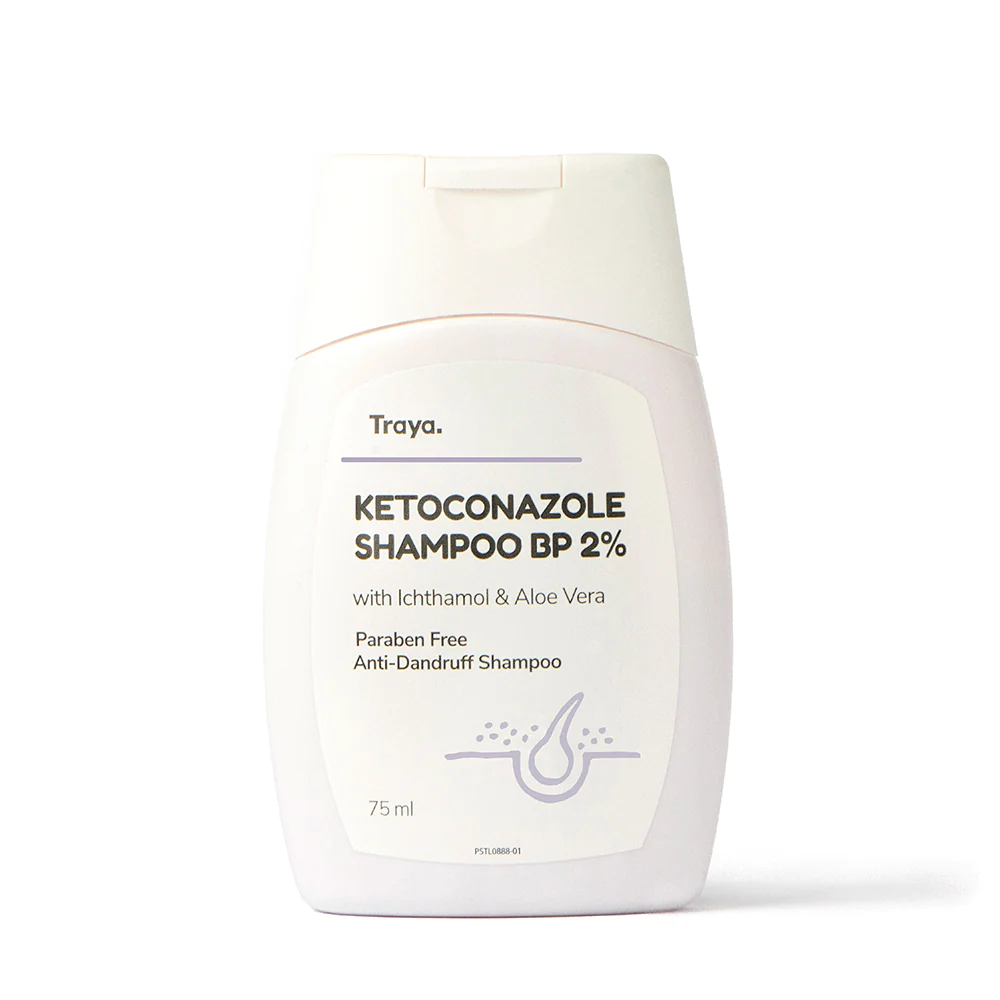 Traya.
KETOCONAZOLE
SHAMPOO BP 2%
with Ichthamol & Aloe Vera
Paraben Free
Anti-Dandruff Shampoo
75 ml
PSTL0888-01